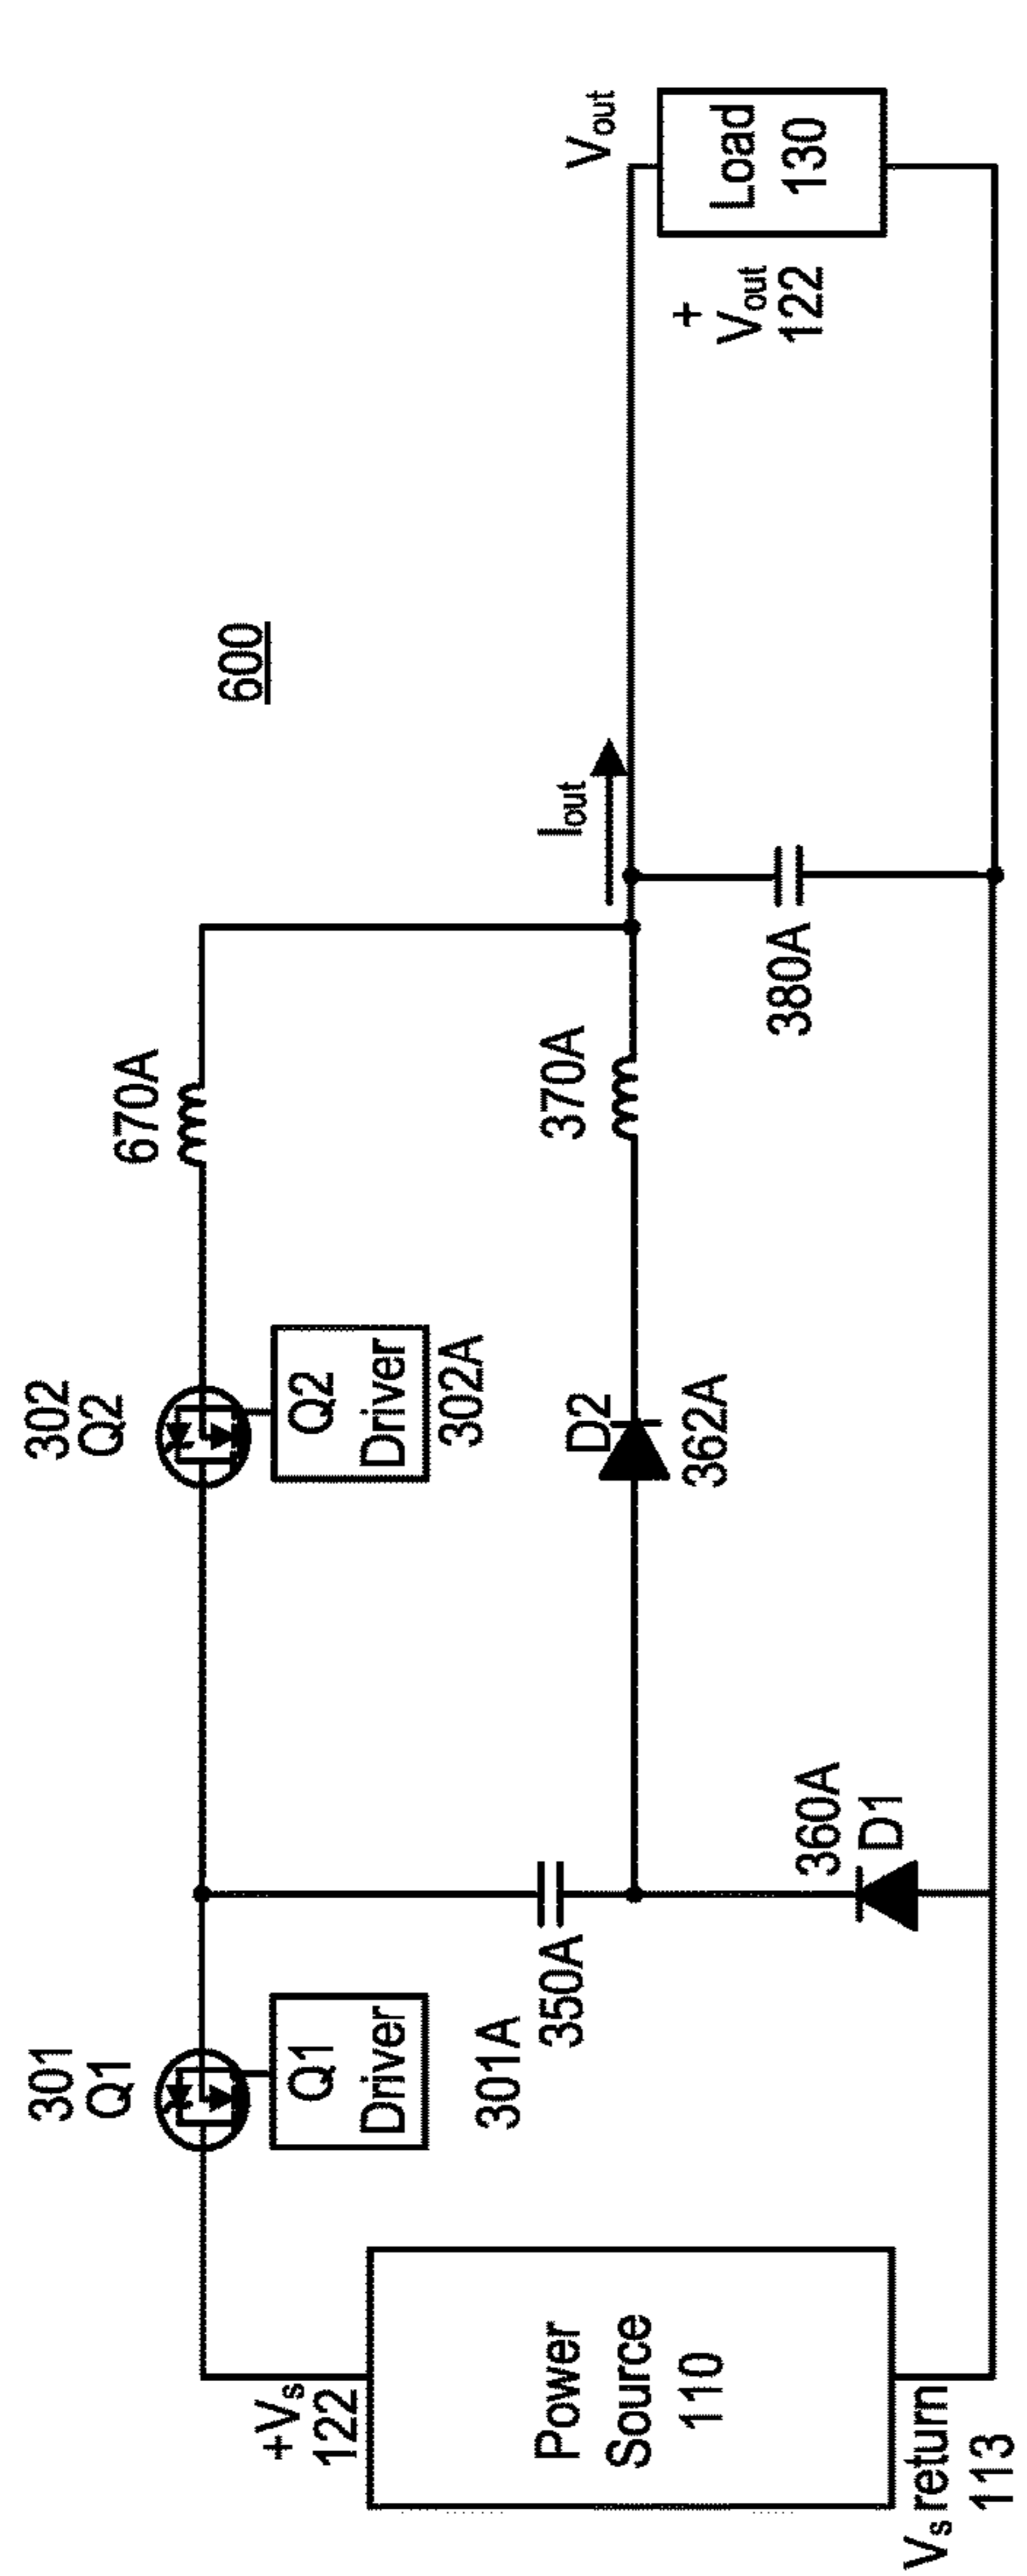 600
301
Q1
302
Q2
670A
Q1
Driver
301A
Q2
Driver
302A
+Vs
122
Power
Source
110
Vs return
113
350A
360A
D1
D2
362A
370A
Iout
380A
Vout
Load
130
+
Vout
122